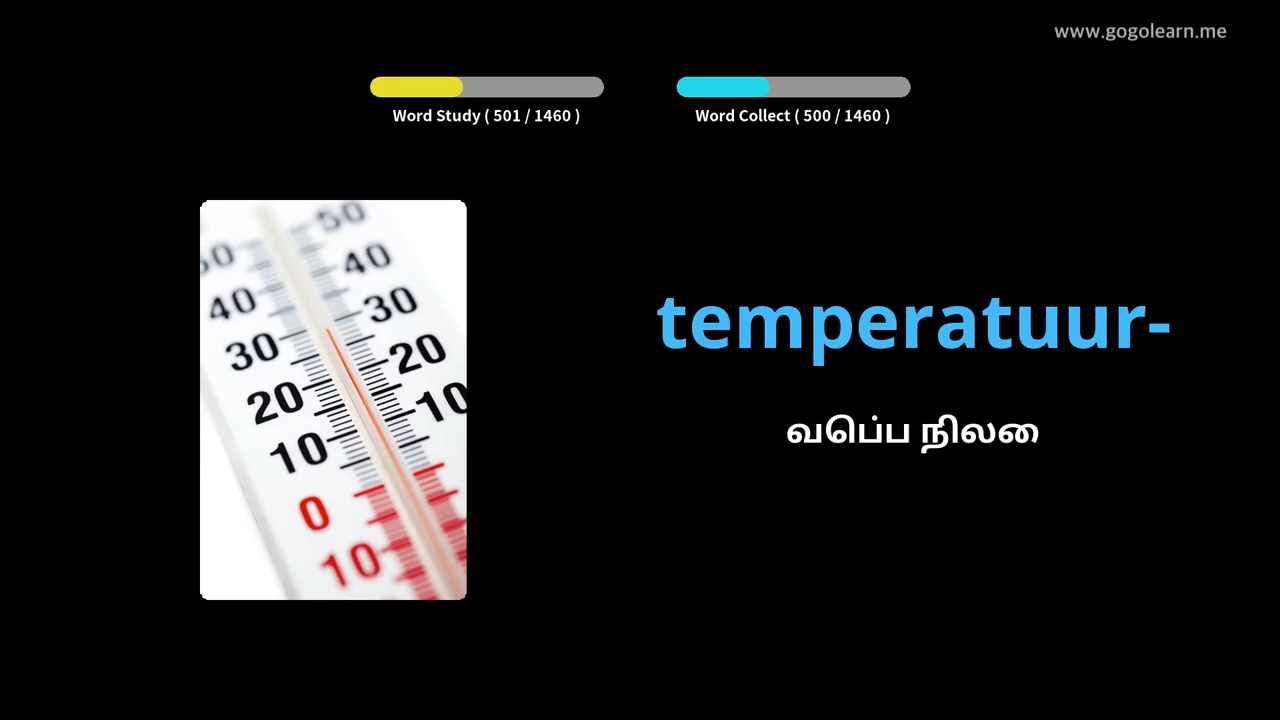 www.gogolearn.me
Word Study ( 501 / 1460 )
Word Collect ( 500 / 1460 )
50
50
40
40
30
30
20
20
10
10
0
10
temperatuur-
வெப்ப நிலை